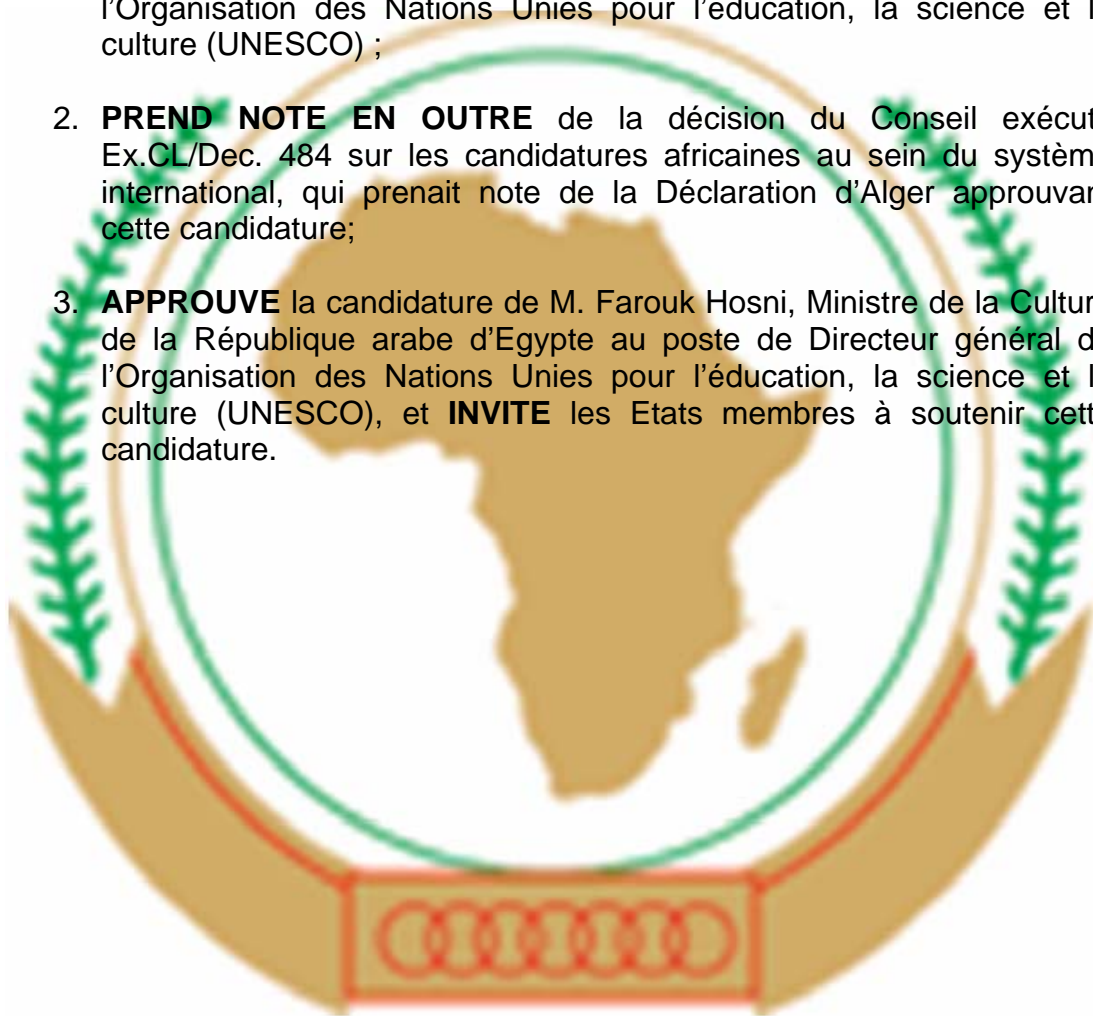 l'Organisation des Nations Unies pour l'éducation, la science et l
culture (UNESCO) ;
2. PREND NOTE EN OUTRE de la décision du Conseil exécut
Ex.CL/Dec. 484 sur les candidatures africaines au sein du systèm
international, qui prenait note de la Déclaration d'Alger approuvan
cette candidature;
3. APPROUVE la candidature de M. Farouk Hosni, Ministre de la Cultur
de la République arabe d'Egypte au poste de Directeur général d
l'Organisation des Nations Unies pour l'éducation, la science et l
culture (UNESCO), et INVITE les Etats membres à soutenir cett
candidature.